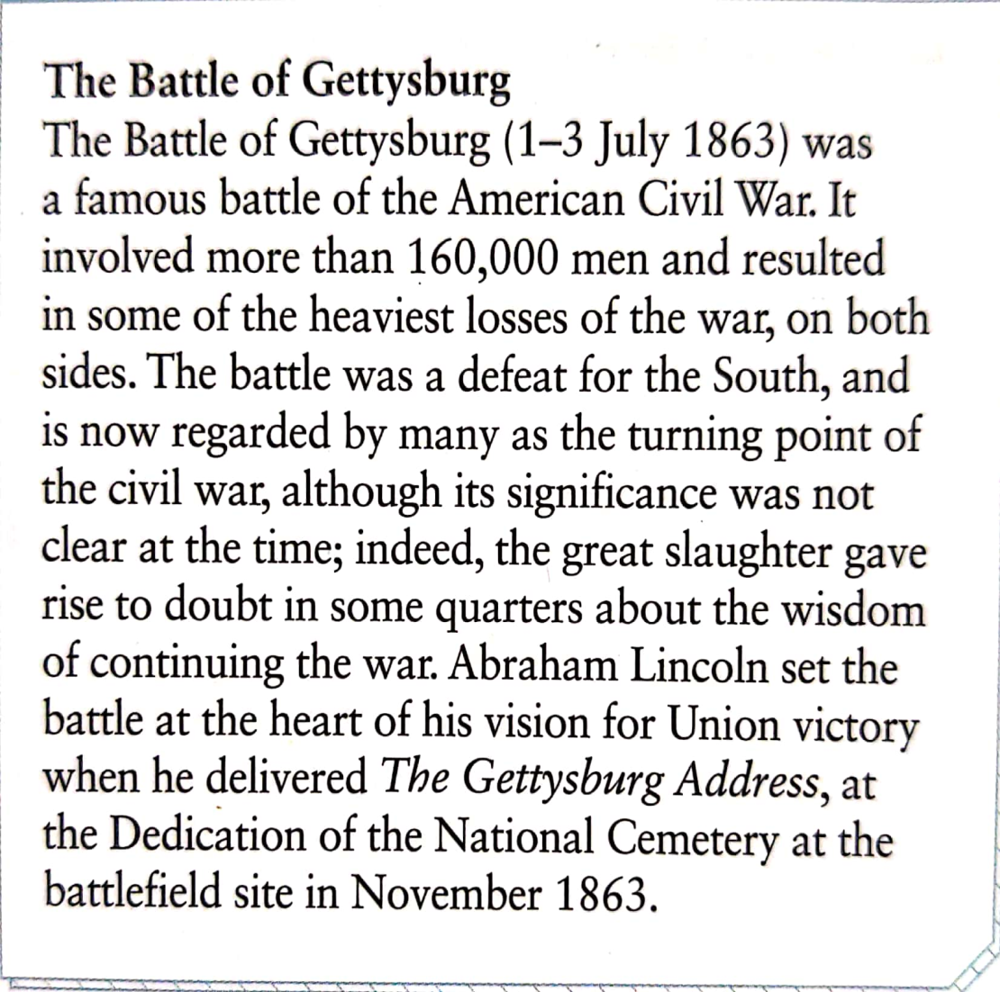 The Battle of Gettysburg
The Battle of Gettysburg (1–3 July 1863) was
a famous battle of the American Civil War. It
involved more than 160,000 men and resulted
in some of the heaviest losses of the war, on both
sides. The battle was a defeat for the South, and
is now regarded by many as the turning point of
the civil war, although its significance was not
clear at the time; indeed, the great slaughter gave
rise to doubt in some quarters about the wisdom
of continuing the war. Abraham Lincoln set the
battle at the heart of his vision for Union victory
when he delivered The Gettysburg Address, at
the Dedication of the National Cemetery at the
battlefield site in November 1863.